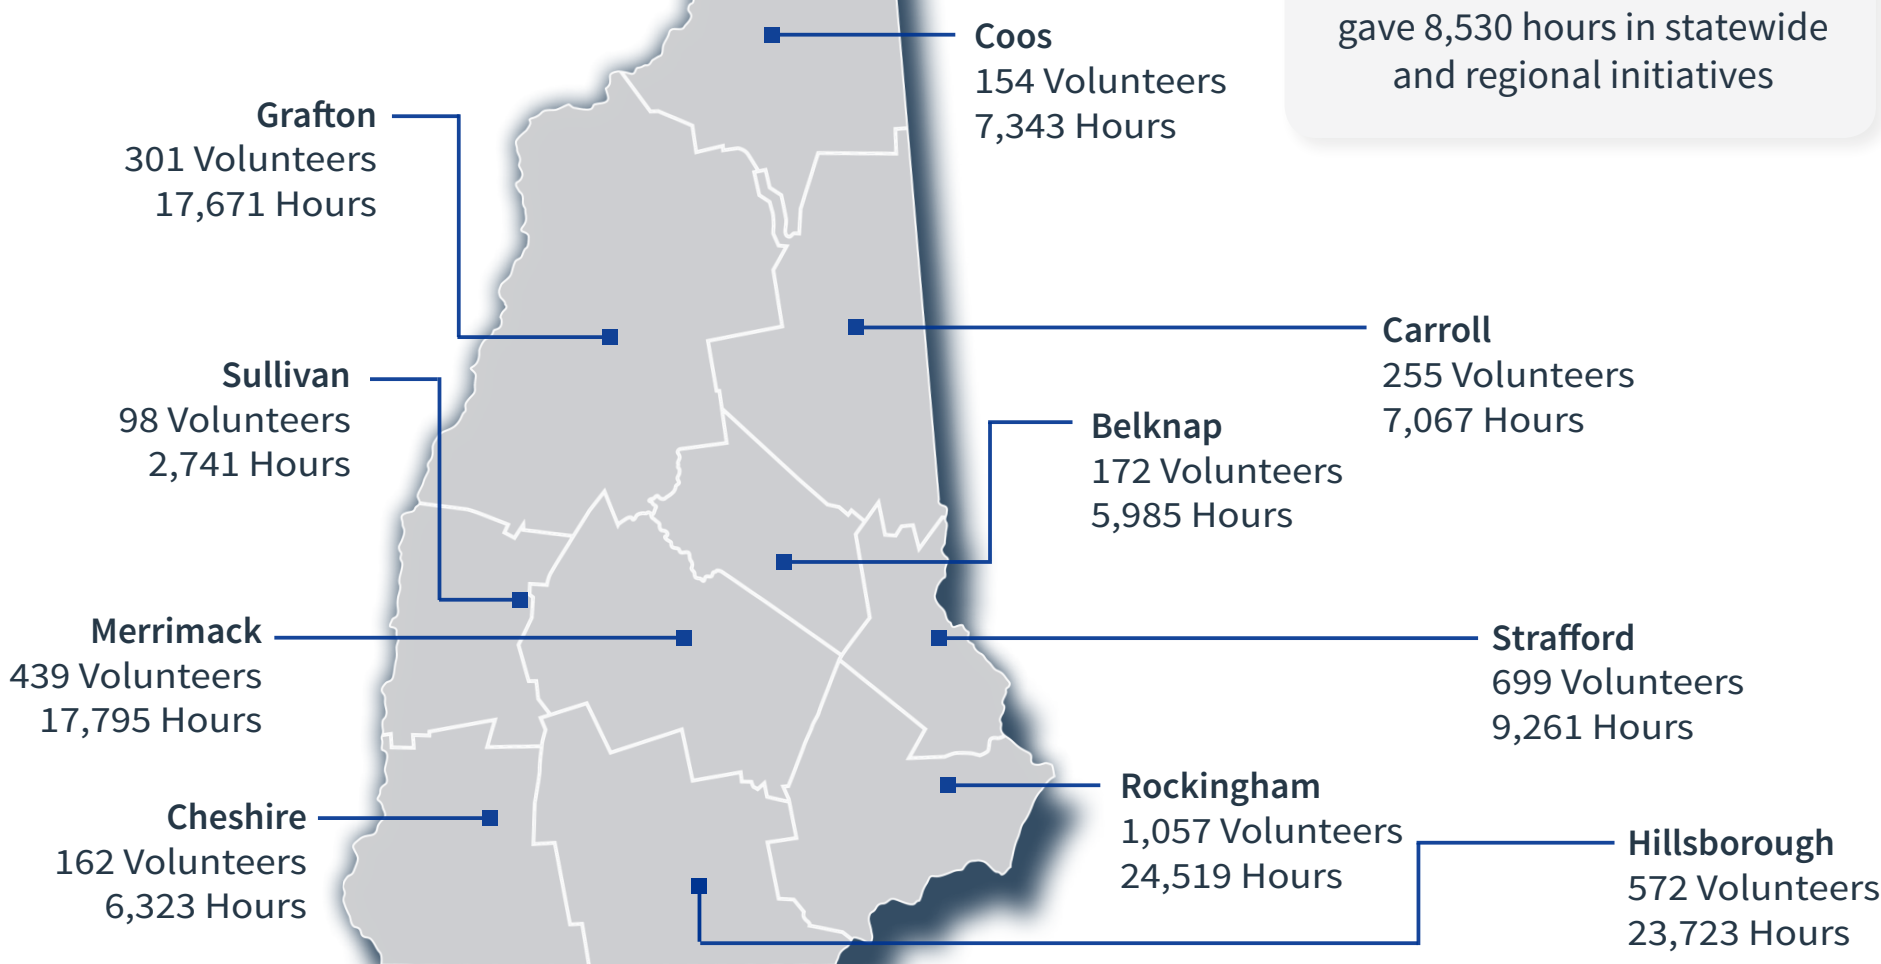 gave 8,530 hours in statewide
and regional initiatives
Coos
154 Volunteers
7,343 Hours
Grafton
301 Volunteers
17,671 Hours
Carroll
255 Volunteers
7,067 Hours
Sullivan
98 Volunteers
2,741 Hours
Belknap
172 Volunteers
5,985 Hours
Merrimack
439 Volunteers
17,795 Hours
Strafford
699 Volunteers
9,261 Hours
Cheshire
162 Volunteers
6,323 Hours
Rockingham
1,057 Volunteers
24,519 Hours
Hillsborough
572 Volunteers
23,723 Hours